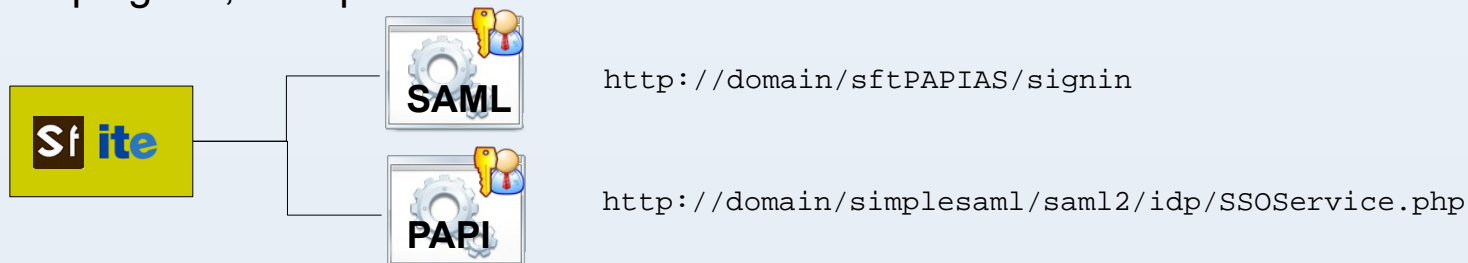 Sf ite
SAML
http://domain/sftPAPIAS/signin
PAPI
http://domain/simplesaml/saml2/idp/SSOService.php